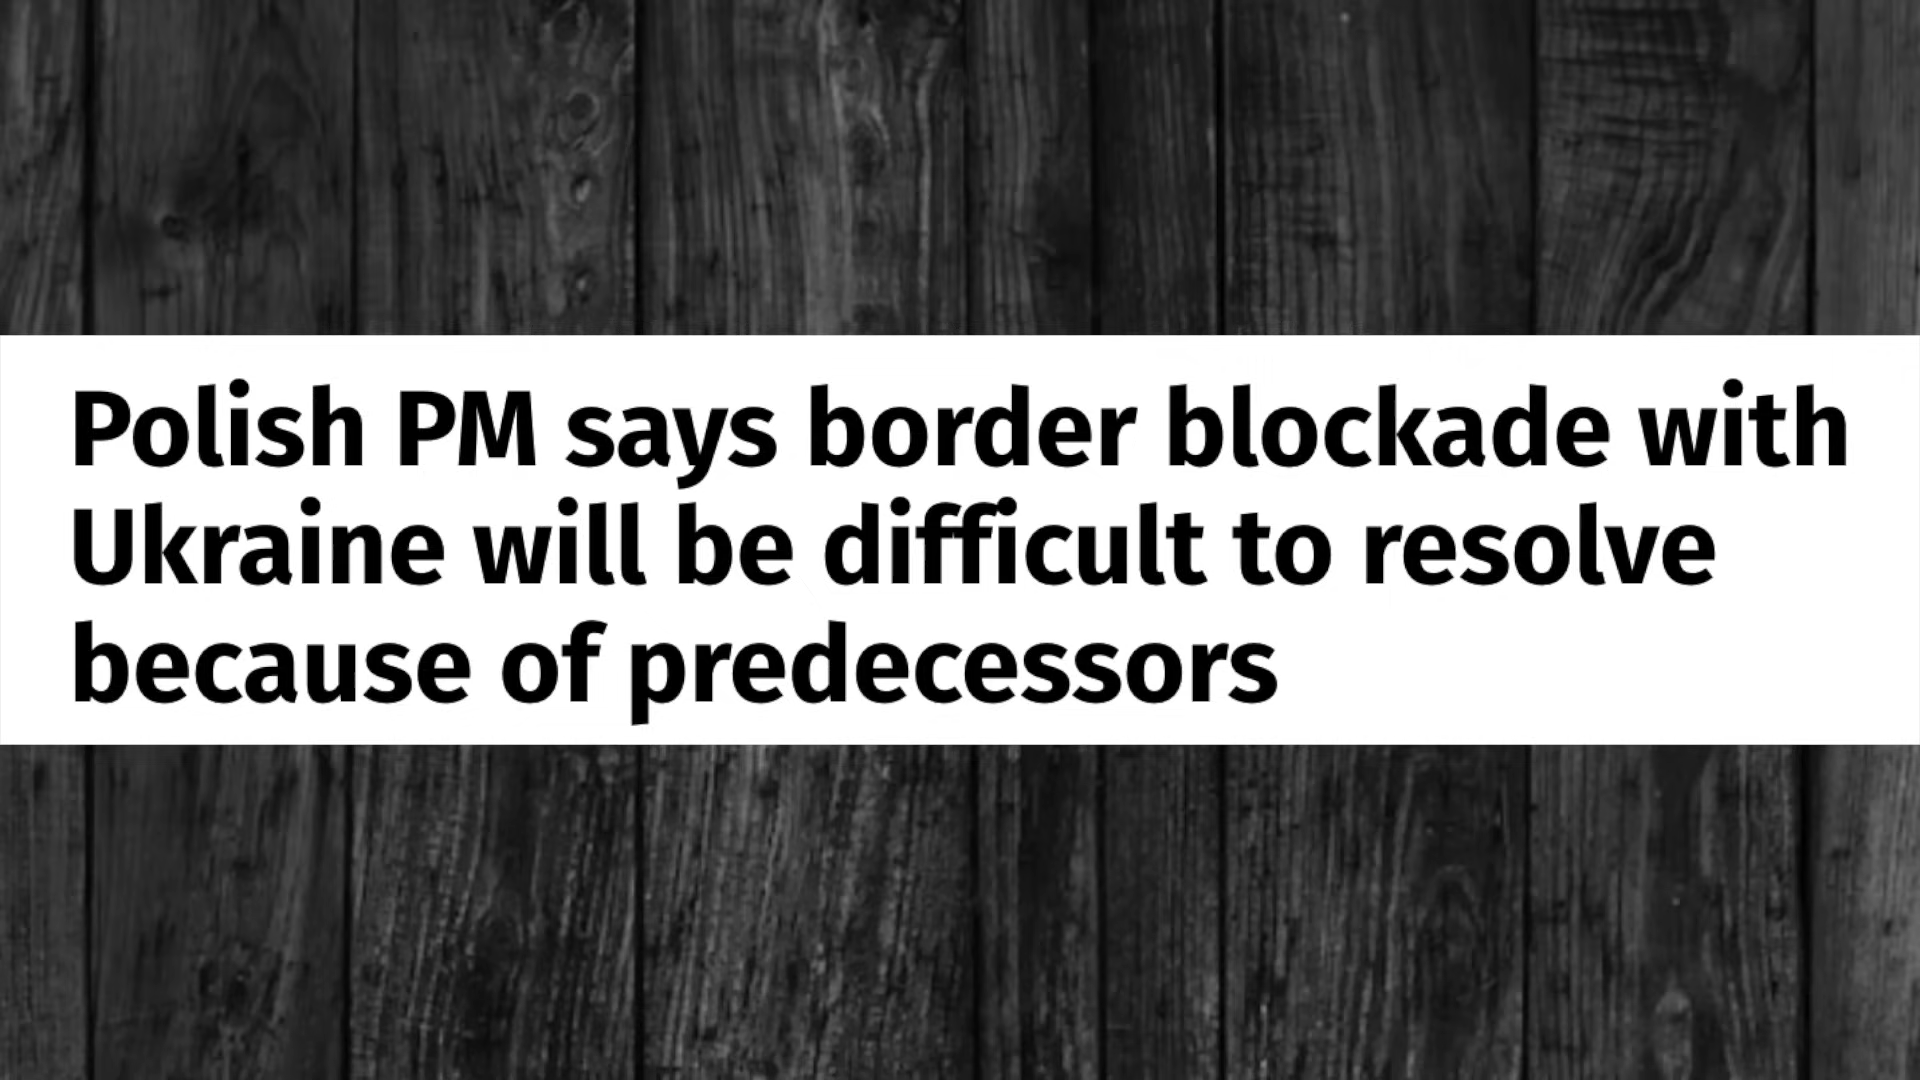 Polish PM says border blockade with
Ukraine will be difficult to resolve
because of predecessors